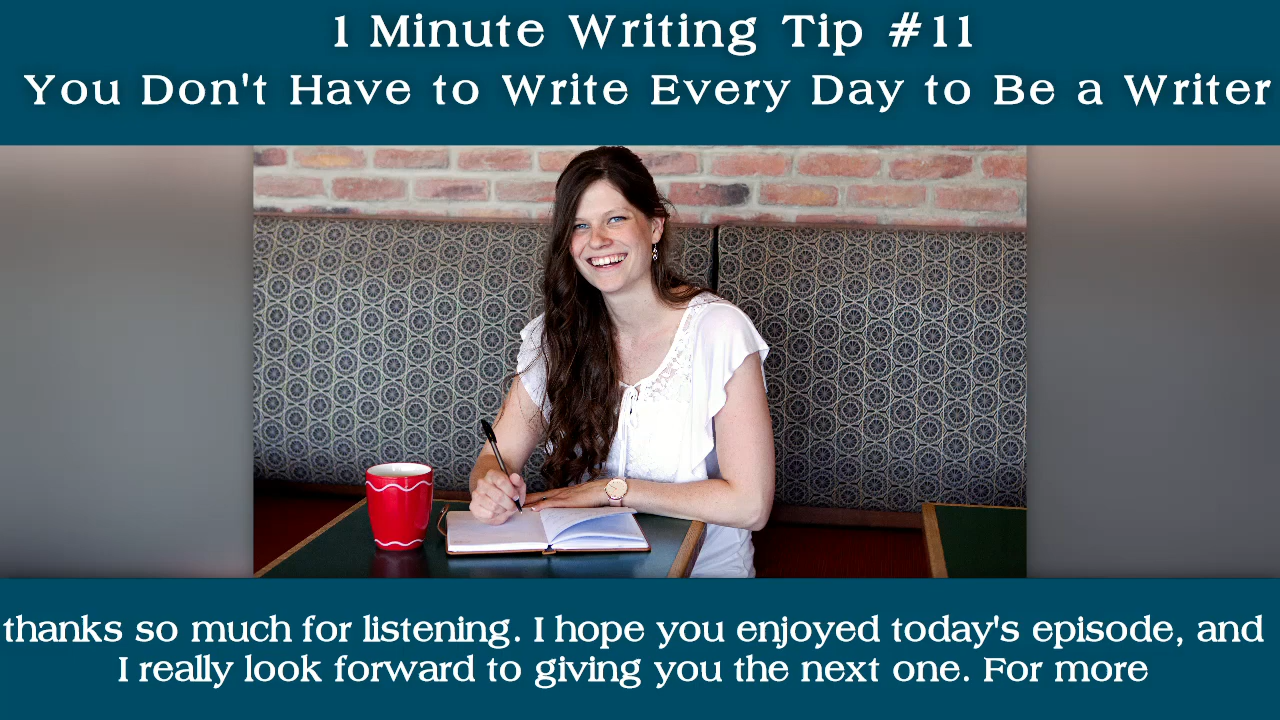 1 Minute Writing Tip #11
You Don't Have to Write Every Day to Be a Writer
thanks so much for listening. I hope you enjoyed today's episode, and
I really look forward to giving you the next one. For more